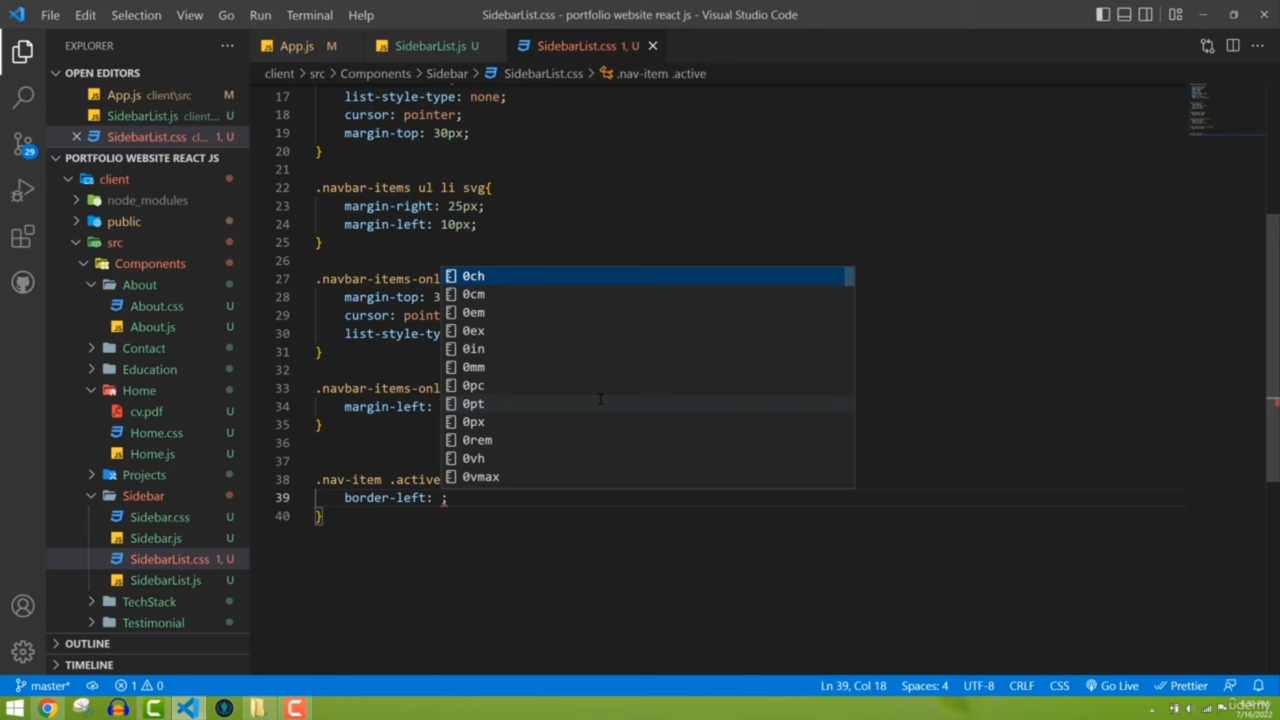 File Edit Selection View Go Run Terminal Help
SidebarList.css - portfolio website react js - Visual Studio Code
EXPLORER
App.js M
SidebarList.js U
SidebarList.css 1, U
OPEN EDITORS
App.js client\src M
SidebarList.js client... U
SidebarList.css cl... 1, U
PORTFOLIO WEBSITE REACT JS
client
node_modules
public
src
Components
About
About.css U
About.js U
Contact
Education
Home
cv.pdf U
Home.css U
Home.js U
Projects
Sidebar
Sidebar.css U
Sidebar.js U
SidebarList.css 1, U
SidebarList.js U
TechStack
Testimonial
OUTLINE
TIMELINE
client > src > Components > Sidebar > SidebarList.css > .nav-item .active
17 list-style-type: none;
18 cursor: pointer;
19 margin-top: 30px;
20 }
21
22 .navbar-items ul li svg{
23 margin-right: 25px;
24 margin-left: 10px;
25 }
26
27 .navbar-items-onl
28 margin-top: 3
29 cursor: point
30 list-style-ty
31 }
32
33 .navbar-items-onl
34 margin-left:
35 }
36
37
38 .nav-item .active
39 border-left: ;
40 }
0ch
0cm
0em
0ex
0in
0mm
0pc
0pt
0px
0rem
0vh
0vmax
29
master* 1 0
Ln 39, Col 18 Spaces: 4 UTF-8 CRLF CSS Go Live Prettier
udemy
7/16/2022